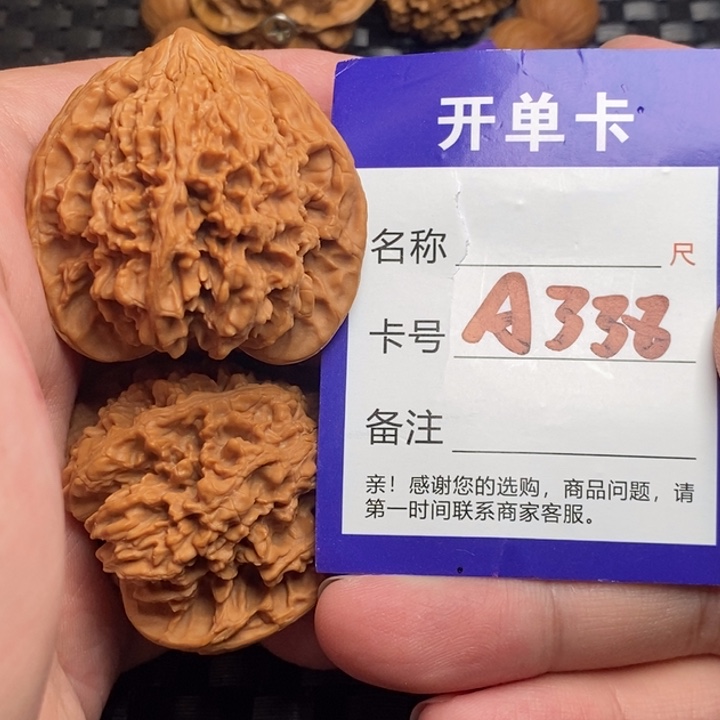 开单卡
名称 尺
卡号 A338
备注
亲！感谢您的选购，商品问题，请
第一时间联系商家客服。